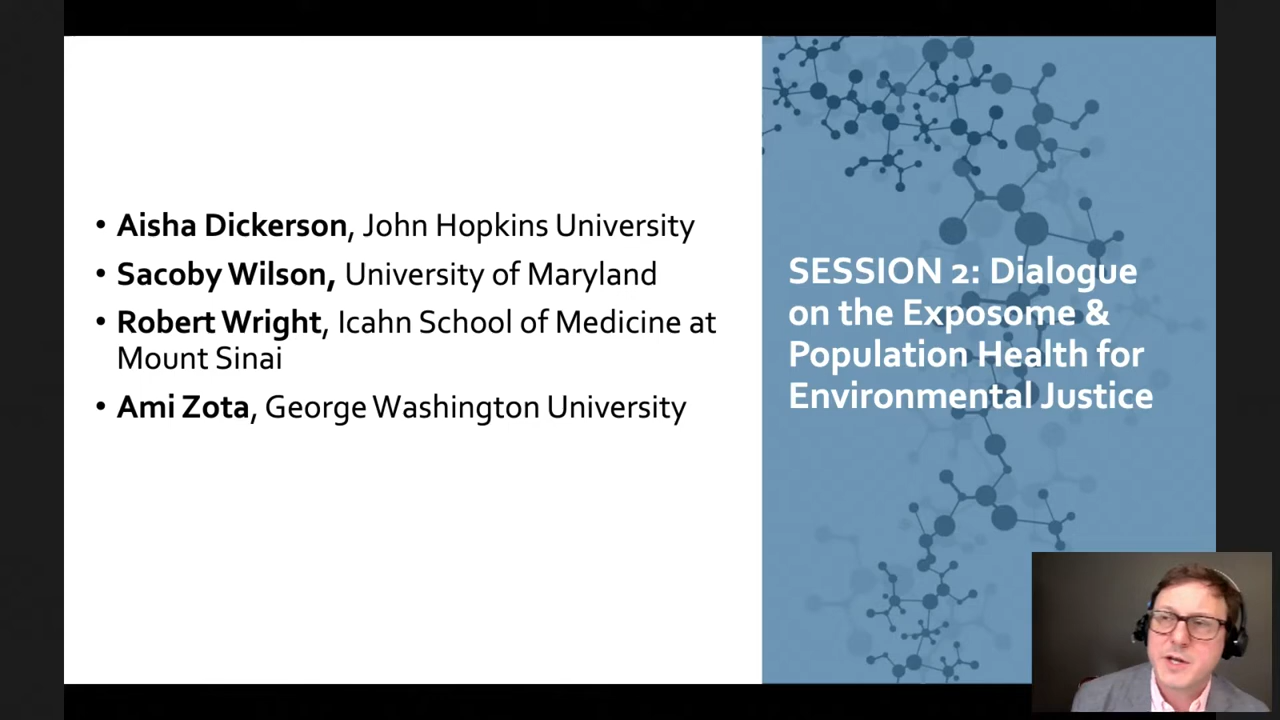 • Aisha Dickerson, John Hopkins University
• Sacoby Wilson, University of Maryland
• Robert Wright, Icahn School of Medicine at
Mount Sinai
• Ami Zota, George Washington University
SESSION 2: Dialogue
on the Exposome &
Population Health for
Environmental Justice